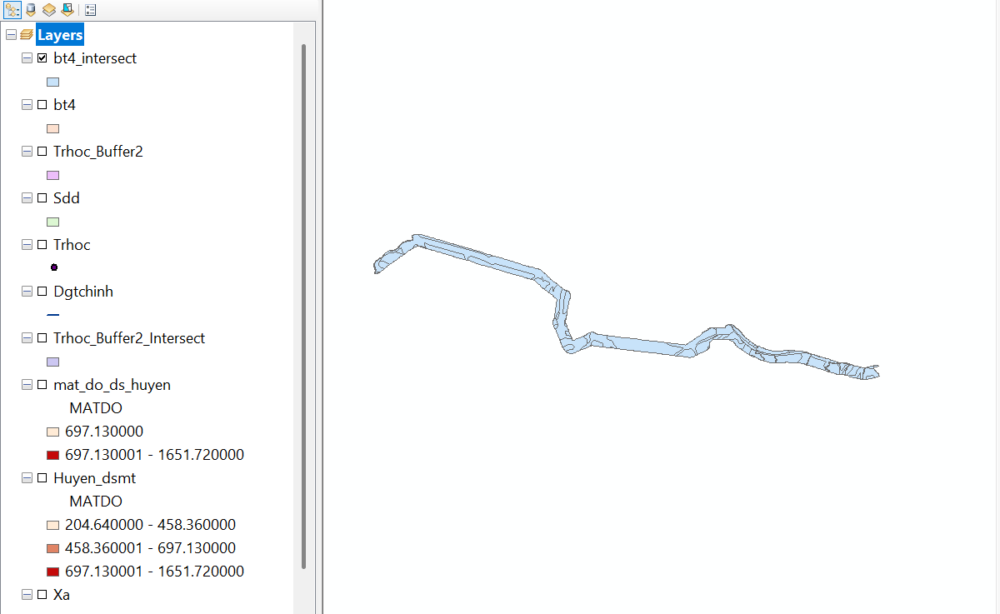 Layers
bt4_intersect
bt4
Trhoc_Buffer2
Sdd
Trhoc
Dgtchinh
Trhoc_Buffer2_Intersect
mat_do_ds_huyen
MATDO
697.130000
697.130001 - 1651.720000
Huyen_dsmt
MATDO
204.640000 - 458.360000
458.360001 - 697.130000
697.130001 - 1651.720000
Xa